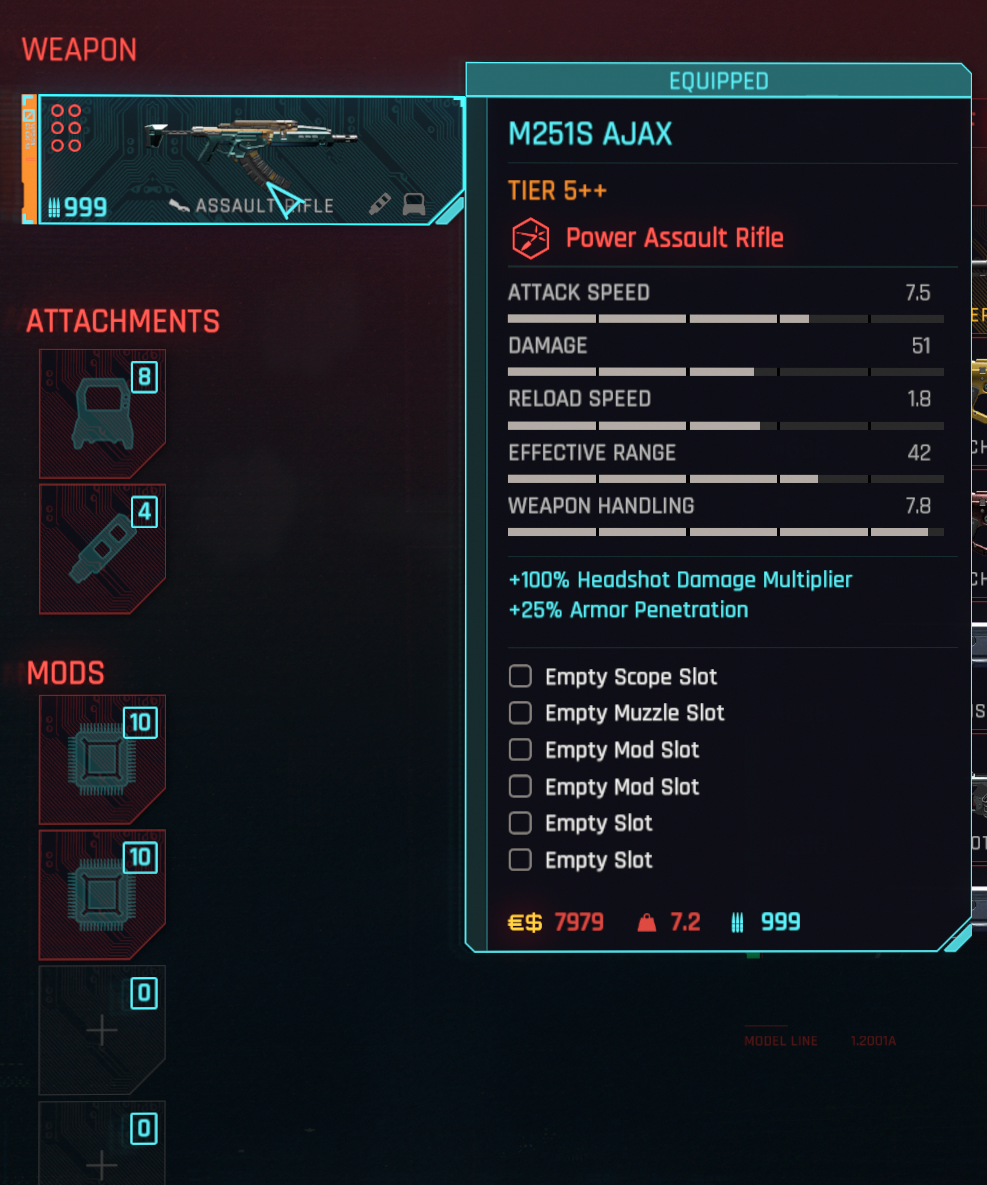 WEAPON
EQUIPPED
M251S AJAX
TIER 5++
999
ASSAULT RIFLE
Power Assault Rifle
ATTACK SPEED 7.5
ATTACHMENTS
DAMAGE 51
8
RELOAD SPEED 1.8
EFFECTIVE RANGE 42
WEAPON HANDLING 7.8
4
+100% Headshot Damage Multiplier
+25% Armor Penetration
MODS
Empty Scope Slot
10
Empty Muzzle Slot
Empty Mod Slot
Empty Mod Slot
Empty Slot
10
Empty Slot
€$ 7979 7.2 999
0
MODEL LINE 1.2001A
0